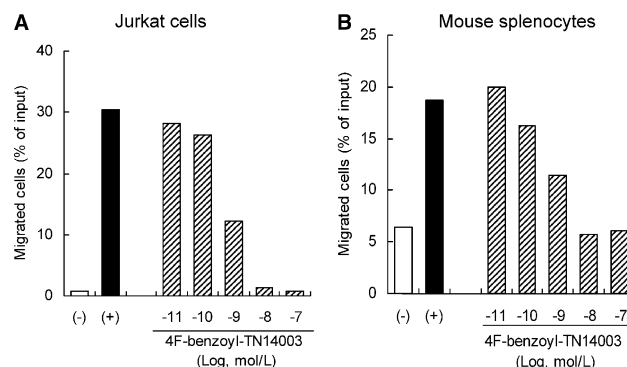 A Jurkat cells
Migrated cells (% of input)
40
30
20
10
0
(-) (+) -11 -10 -9 -8 -7
4F-benzoyl-TN14003
(Log, mol/L)
B Mouse splenocytes
Migrated cells (% of input)
25
20
15
10
5
0
(-) (+) -11 -10 -9 -8 -7
4F-benzoyl-TN14003
(Log, mol/L)